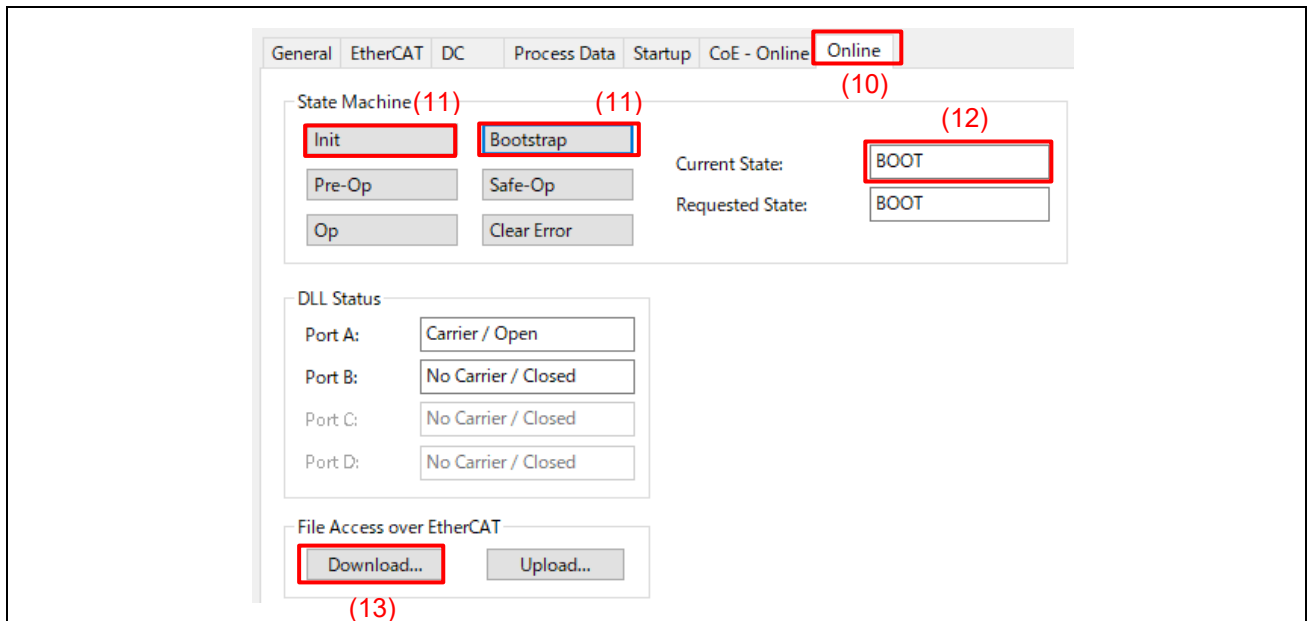 General EtherCAT DC Process Data Startup CoE - Online Online
(10)
State Machine (11) (11)
(12)
Init Bootstrap
Current State: BOOT
Pre-Op Safe-Op
Requested State: BOOT
Op Clear Error
DLL Status
Port A: Carrier / Open
Port B: No Carrier / Closed
Port C: No Carrier / Closed
Port D: No Carrier / Closed
File Access over EtherCAT
Download... Upload...
(13)